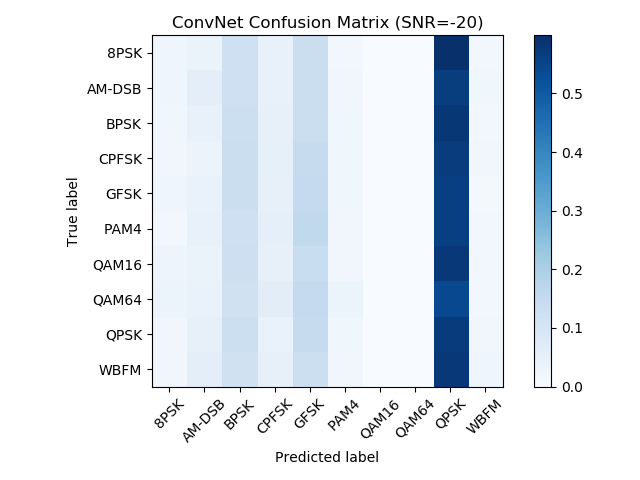 ConvNet Confusion Matrix (SNR=-20)
8PSK
AM-DSB
BPSK
CPFSK
GFSK
PAM4
QAM16
QAM64
QPSK
WBFM
True label
8PSK
AM-DSB
BPSK
CPFSK
GFSK
PAM4
QAM16
QAM64
QPSK
WBFM
Predicted label
0.5
0.4
0.3
0.2
0.1
0.0